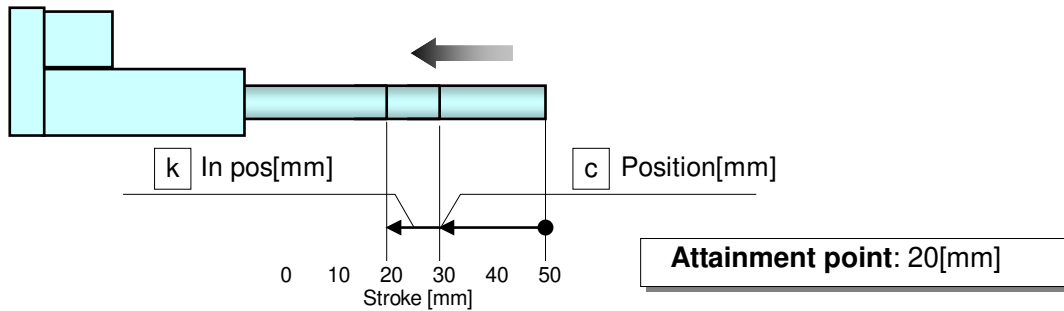 k In pos[mm]
c Position[mm]
Attainment point: 20[mm]
0 10 20 30 40 50
Stroke [mm]